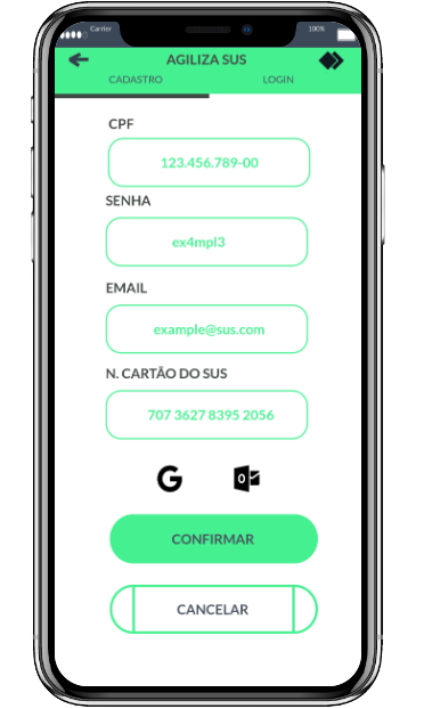 Carrier 100%
AGILIZA SUS
CADASTRO LOGIN
CPF
123.456.789-00
SENHA
ex4mpl3
EMAIL
example@sus.com
N. CARTÃO DO SUS
707 3627 8395 2056
G O
CONFIRMAR
CANCELAR